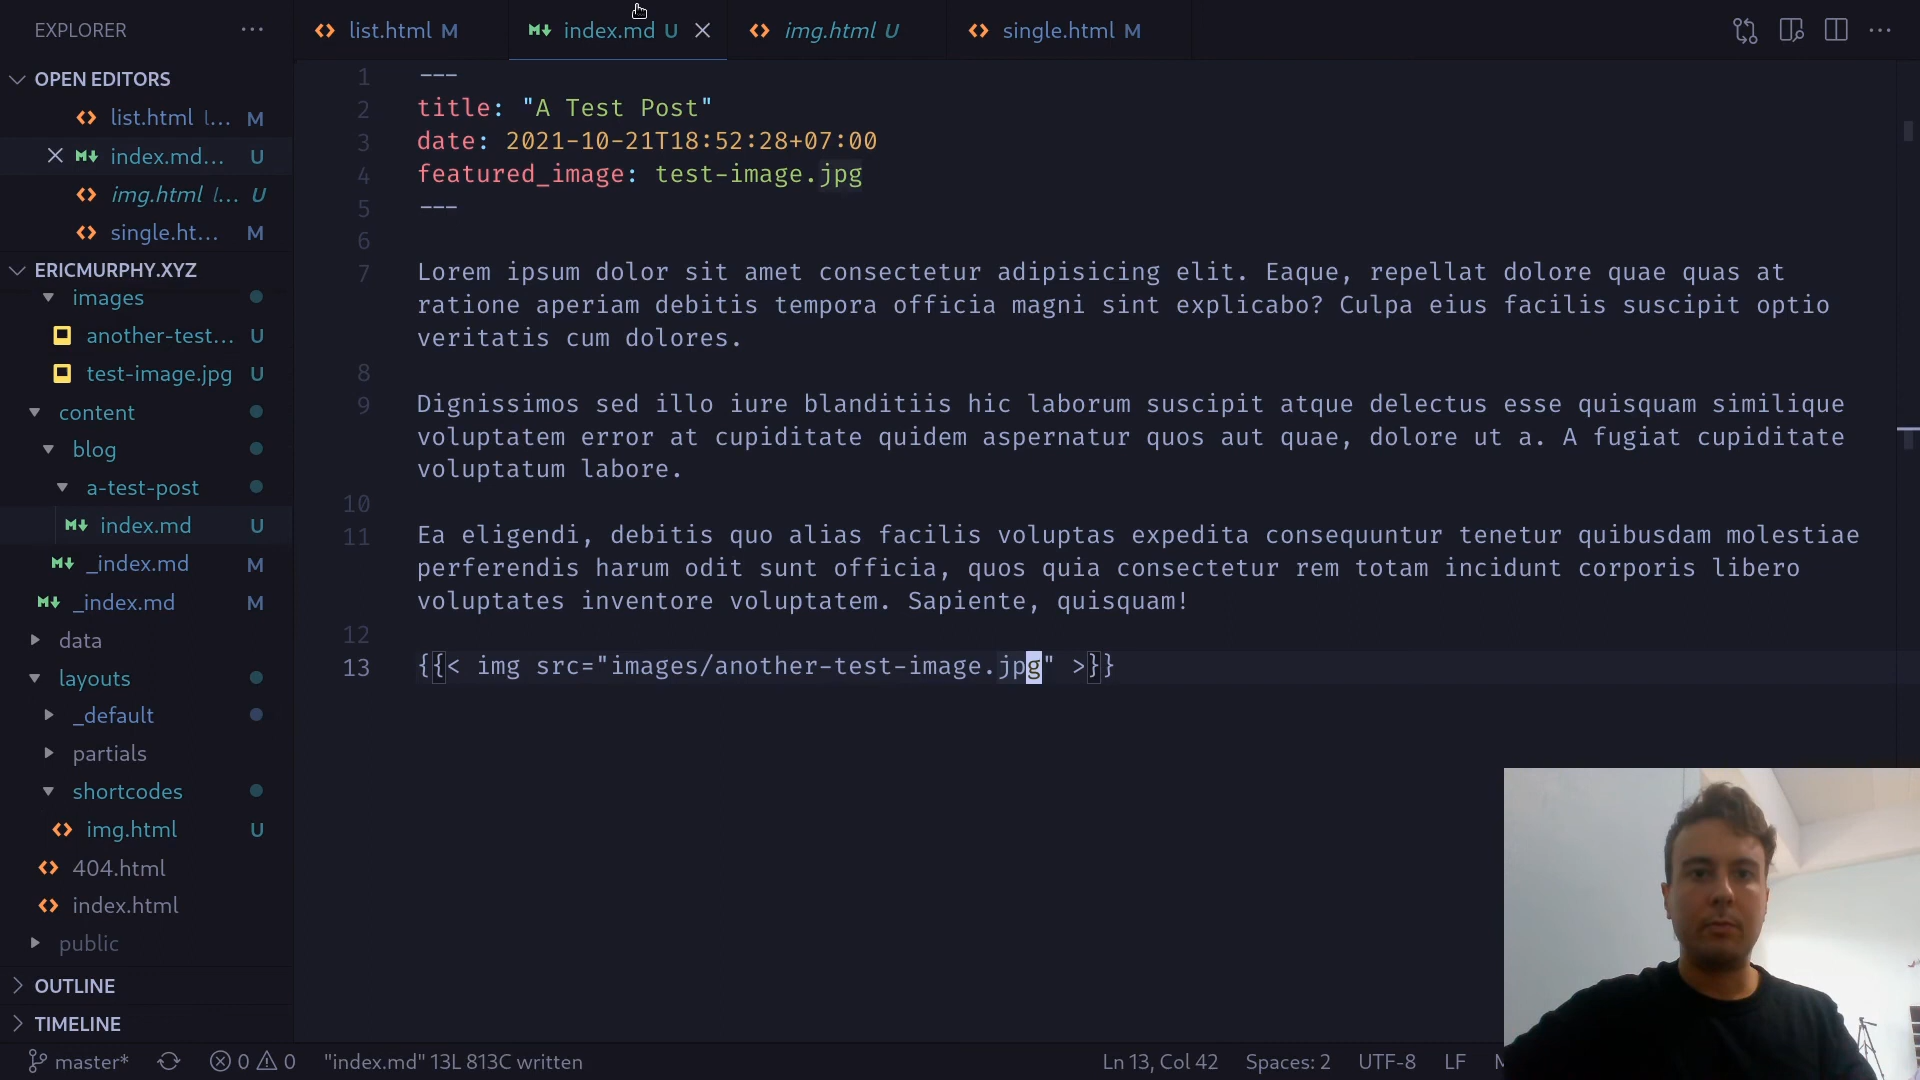 EXPLORER ...
list.html M
index.md U
img.html U
single.html M
OPEN EDITORS
list.html l... M
index.md... U
img.html l... U
single.ht... M
ERICMURPHY.XYZ
images
another-test... U
test-image.jpg U
content
blog
a-test-post
index.md U
_index.md M
_index.md M
data
layouts
_default
partials
shortcodes
img.html U
404.html
index.html
public
OUTLINE
TIMELINE
1 ---
2 title: "A Test Post"
3 date: 2021-10-21T18:52:28+07:00
4 featured_image: test-image.jpg
5 ---
6
7 Lorem ipsum dolor sit amet consectetur adipisicing elit. Eaque, repellat dolore quae quas at
ratione aperiam debitis tempora officia magni sint explicabo? Culpa eius facilis suscipit optio
veritatis cum dolores.
8
9 Dignissimos sed illo iure blanditiis hic laborum suscipit atque delectus esse quisquam similique
voluptatem error at cupiditate quidem aspernatur quos aut quae, dolore ut a. A fugiat cupiditate
voluptatum labore.
10
11 Ea eligendi, debitis quo alias facilis voluptas expedita consequuntur tenetur quibusdam molestiae
perferendis harum odit sunt officia, quos quia consectetur rem totam incidunt corporis libero
voluptates inventore voluptatem. Sapiente, quisquam!
12
13 {{< img src="images/another-test-image.jpg" >}}
master* 0 0 "index.md" 13L 813C written Ln 13, Col 42 Spaces: 2 UTF-8 LF